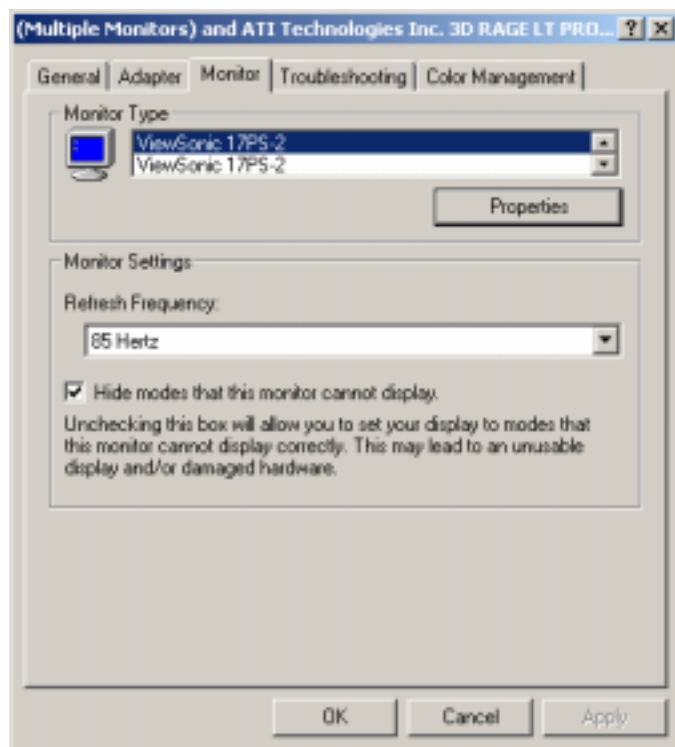 (Multiple Monitors) and ATI Technologies Inc. 3D RAGE LT PRO...
General Adapter Monitor Troubleshooting Color Management
Monitor Type
ViewSonic 17PS-2
ViewSonic 17PS-2
Properties
Monitor Settings
Refresh Frequency:
85 Hertz
Hide modes that this monitor cannot display.
Unchecking this box will allow you to set your display to modes that
this monitor cannot display correctly. This may lead to an unusable
display and/or damaged hardware.
OK Cancel Apply